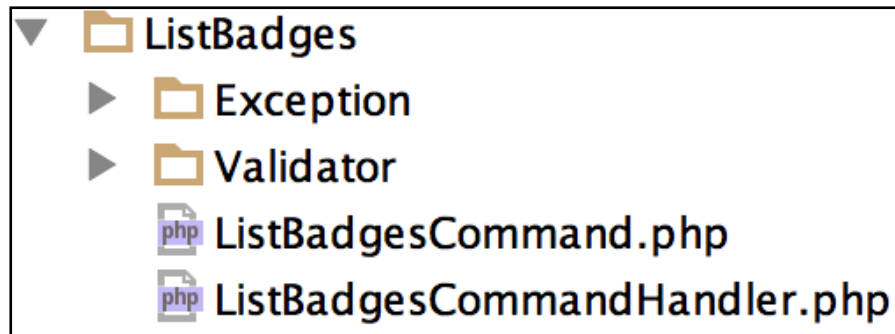 ListBadges
Exception
Validator
php ListBadgesCommand.php
php ListBadgesCommandHandler.php